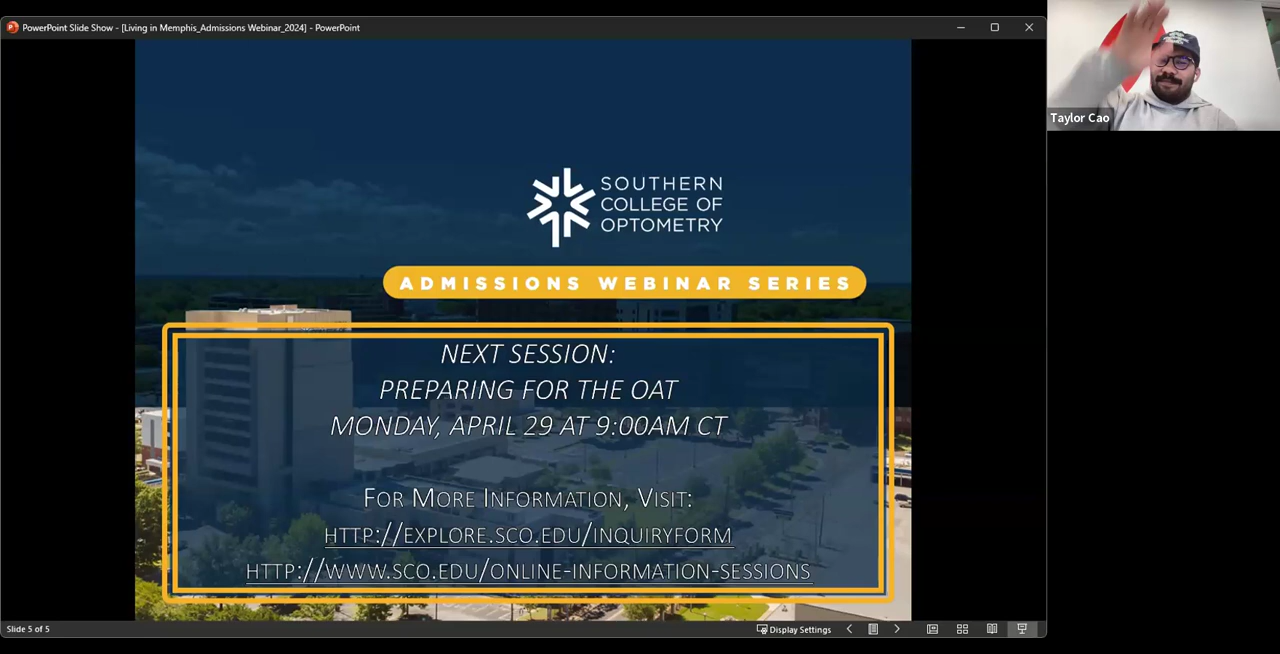 PowerPoint Slide Show - [Living in Memphis_Admissions Webinar_2024] - PowerPoint
Taylor Cao
SOUTHERN
COLLEGE OF
OPTOMETRY
ADMISSIONS WEBINAR SERIES
NEXT SESSION:
PREPARING FOR THE OAT
MONDAY, APRIL 29 AT 9:00AM CT
FOR MORE INFORMATION, VISIT:
HTTP://EXPLORE.SCO.EDU/INQUIRYFORM
HTTP://WWW.SCO.EDU/ONLINE-INFORMATION-SESSIONS
Slide 5 of 5
Display Settings